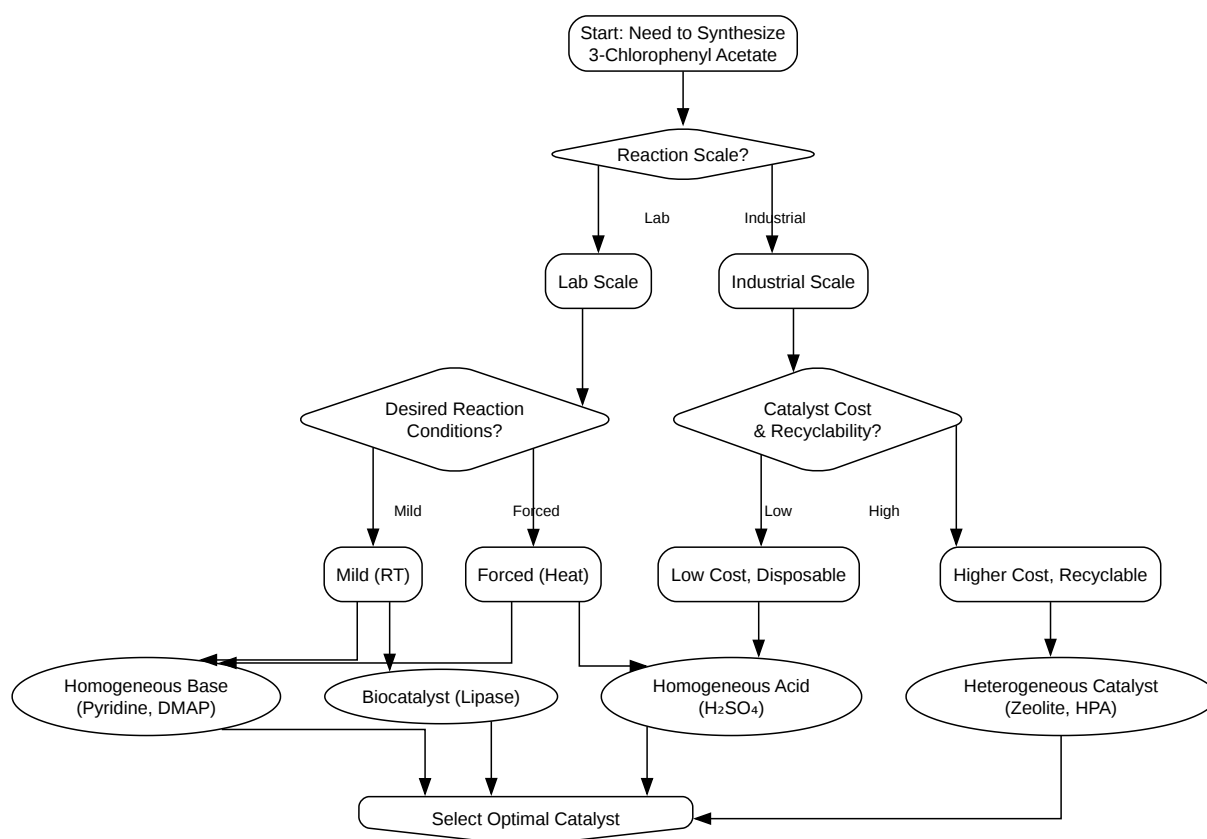 Start: Need to Synthesize
3-Chlorophenyl Acetate
Reaction Scale?
Lab
Industrial
Lab Scale
Industrial Scale
Desired Reaction
Conditions?
Catalyst Cost
& Recyclability?
Mild
Forced
Low
High
Mild (RT)
Forced (Heat)
Low Cost, Disposable
Higher Cost, Recyclable
Homogeneous Base
(Pyridine, DMAP)
Biocatalyst (Lipase)
Homogeneous Acid
(H₂SO₄)
Heterogeneous Catalyst
(Zeolite, HPA)
Select Optimal Catalyst